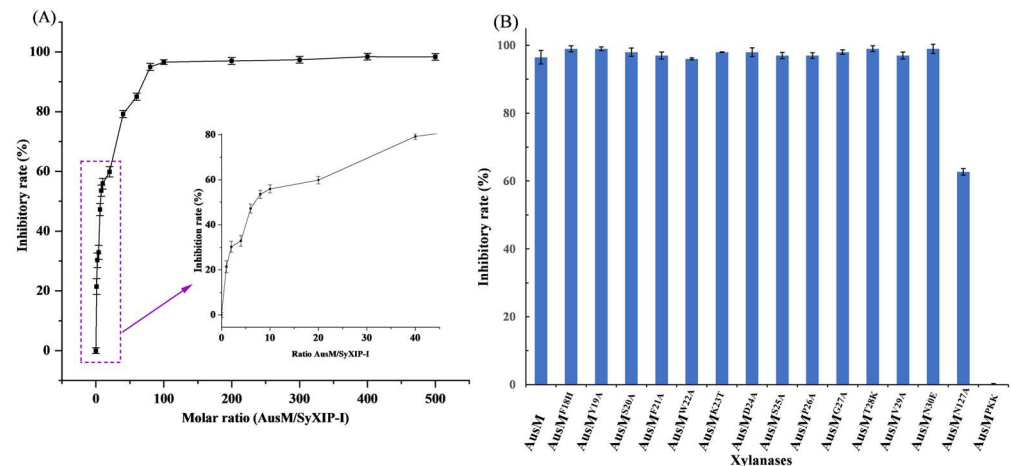 (A)
100
80
60
40
20
0
Inhibitory rate (%)
0
100
200
300
400
500
Molar ratio (AusM/SyXIP-I)
80
60
40
20
0
Inhibition rate (%)
0
10
20
30
40
Ratio AusM/SyXIP-I
(B)
100
80
60
40
20
0
Inhibitory rate (%)
AusM
AusMF18H
AusMY19A
AusMS20A
AusMF21A
AusMW22A
AusMK23T
AusMD24A
AusMS25A
AusMP26A
AusMG27A
AusMT28K
AusMV29A
AusMN30E
AusMN127A
AusMPKK
Xylanases